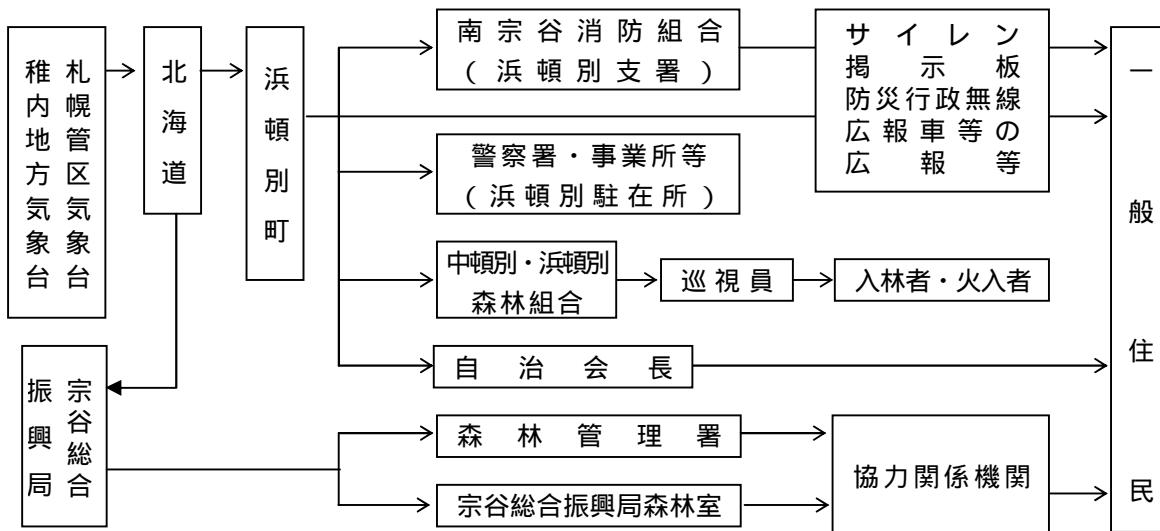 札幌管区気象台
稚内地方気象台
北海道
浜頓別町
南宗谷消防組合
(浜頓別支署)
サイレン
掲示板
防災行政無線
広報車等の
広報等
一般住民
警察署・事業所等
(浜頓別駐在所)
中頓別・浜頓別
森林組合
巡視員
入林者・火入者
自治会長
宗谷総合
振興局
森林管理署
宗谷総合振興局森林室
協力関係機関